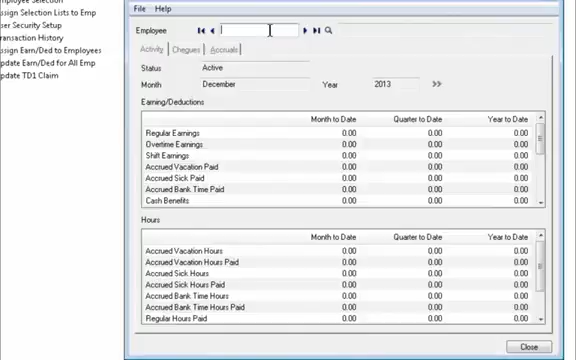 mployee Selection
ssign Selection Lists to Emp
ser Security Setup
ransaction History
ssign Earn/Ded to Employees
pdate Earn/Ded for All Emp
pdate TD1 Claim
File Help
Employee
Activity Cheques Accruals
Status Active
Month December Year 2013 >>
Earning/Deductions
Month to Date Quarter to Date Year to Date
Regular Earnings 0.00 0.00 0.00
Overtime Earnings 0.00 0.00 0.00
Shift Earnings 0.00 0.00 0.00
Accrued Vacation Paid 0.00 0.00 0.00
Accrued Sick Paid 0.00 0.00 0.00
Accrued Bank Time Paid 0.00 0.00 0.00
Cash Benefits 0.00 0.00 0.00
Hours
Month to Date Quarter to Date Year to Date
Accrued Vacation Hours 0.00 0.00 0.00
Accrued Vacation Hours Paid 0.00 0.00 0.00
Accrued Sick Hours 0.00 0.00 0.00
Accrued Sick Hours Paid 0.00 0.00 0.00
Accrued Bank Time Hours 0.00 0.00 0.00
Accrued Bank Time Hours Paid 0.00 0.00 0.00
Regular Hours Paid 0.00 0.00 0.00
Close